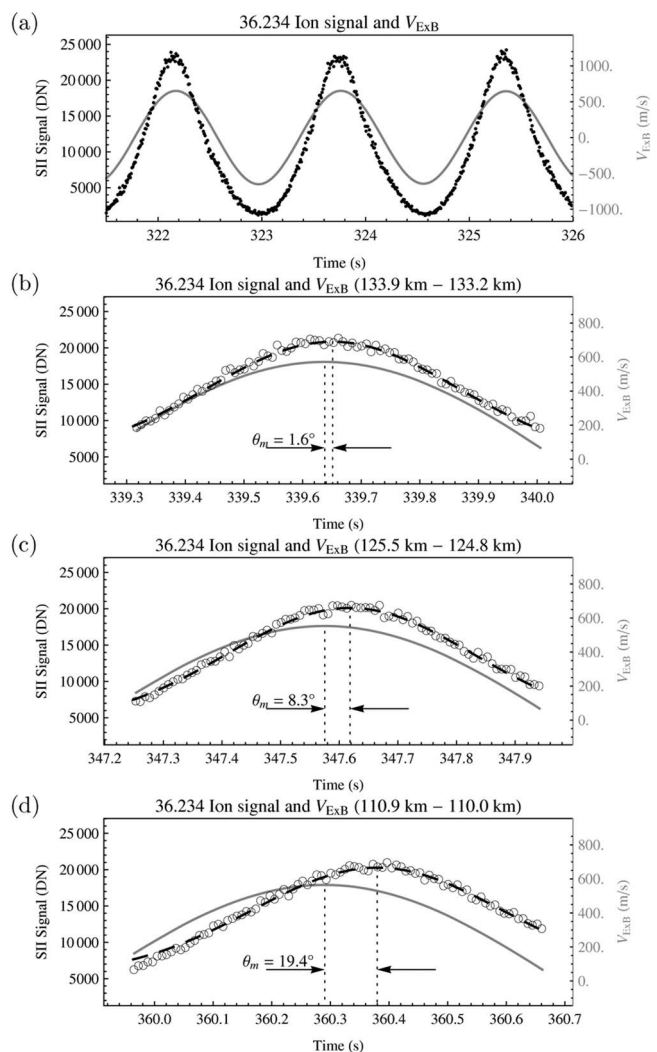 (a)
36.234 Ion signal and V_ExB
25 000
20 000
15 000
10 000
5000
SII Signal (DN)
1000.
500.
0.
−500.
−1000.
V_ExB (m/s)
322 323 324 325 326
Time (s)
(b)
36.234 Ion signal and V_ExB (133.9 km − 133.2 km)
25 000
20 000
15 000
10 000
5000
SII Signal (DN)
800.
600.
400.
200.
0.
V_ExB (m/s)
θ_m = 1.6°
339.3 339.4 339.5 339.6 339.7 339.8 339.9 340.0
Time (s)
(c)
36.234 Ion signal and V_ExB (125.5 km − 124.8 km)
25 000
20 000
15 000
10 000
5000
SII Signal (DN)
800.
600.
400.
200.
0.
V_ExB (m/s)
θ_m = 8.3°
347.2 347.3 347.4 347.5 347.6 347.7 347.8 347.9
Time (s)
(d)
36.234 Ion signal and V_ExB (110.9 km − 110.0 km)
25 000
20 000
15 000
10 000
5000
SII Signal (DN)
800.
600.
400.
200.
0.
V_ExB (m/s)
θ_m = 19.4°
360.0 360.1 360.2 360.3 360.4 360.5 360.6 360.7
Time (s)